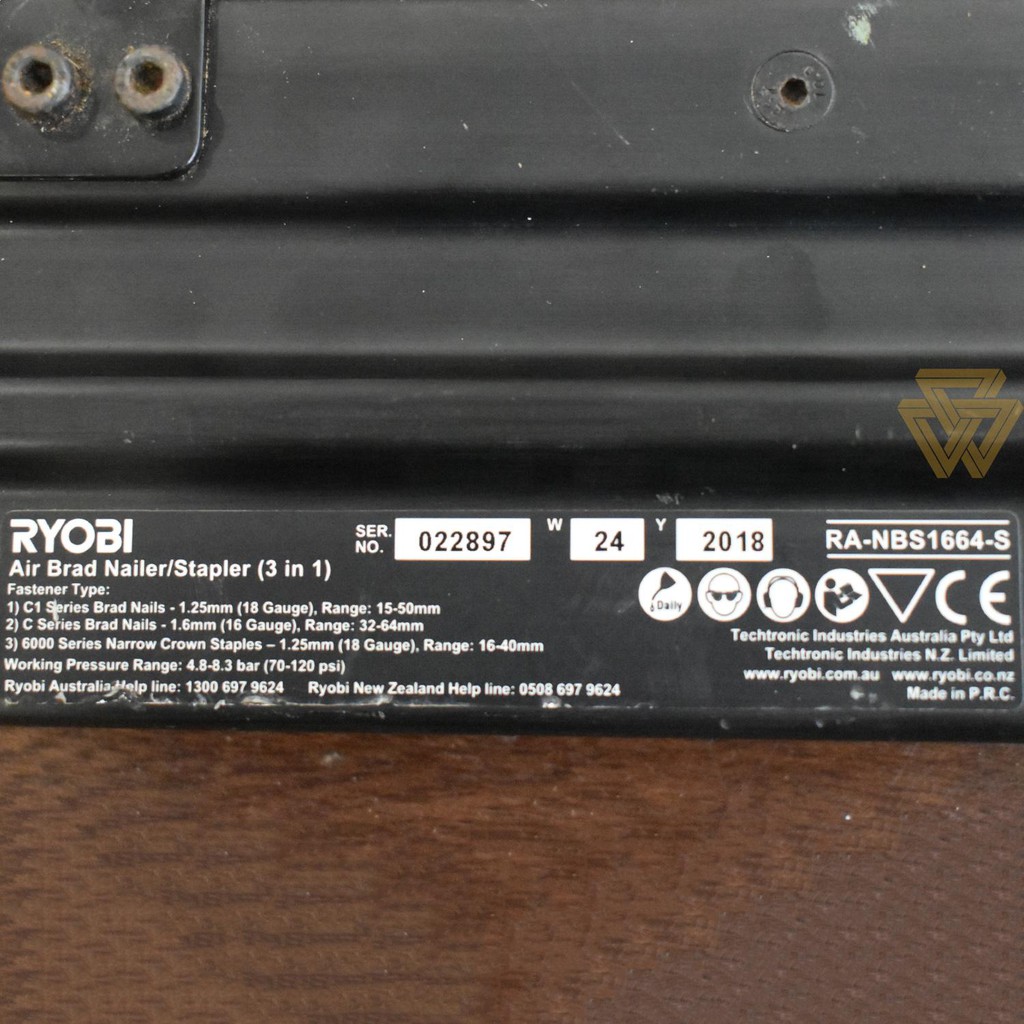 RYOBI
Air Brad Nailer/Stapler (3 in 1)
SER. NO. 022897 W 24 Y 2018
RA-NBS1664-S
Fastener Type:
1) C1 Series Brad Nails - 1.25mm (18 Gauge), Range: 15-50mm
2) C Series Brad Nails - 1.6mm (16 Gauge), Range: 32-64mm
3) 6000 Series Narrow Crown Staples – 1.25mm (18 Gauge), Range: 16-40mm
Working Pressure Range: 4.8-8.3 bar (70-120 psi)
Ryobi Australia Help line: 1300 697 9624 Ryobi New Zealand Help line: 0508 697 9624
Daily
CE
Techtronic Industries Australia Pty Ltd
Techtronic Industries N.Z. Limited
www.ryobi.com.au www.ryobi.co.nz
Made in P.R.C.